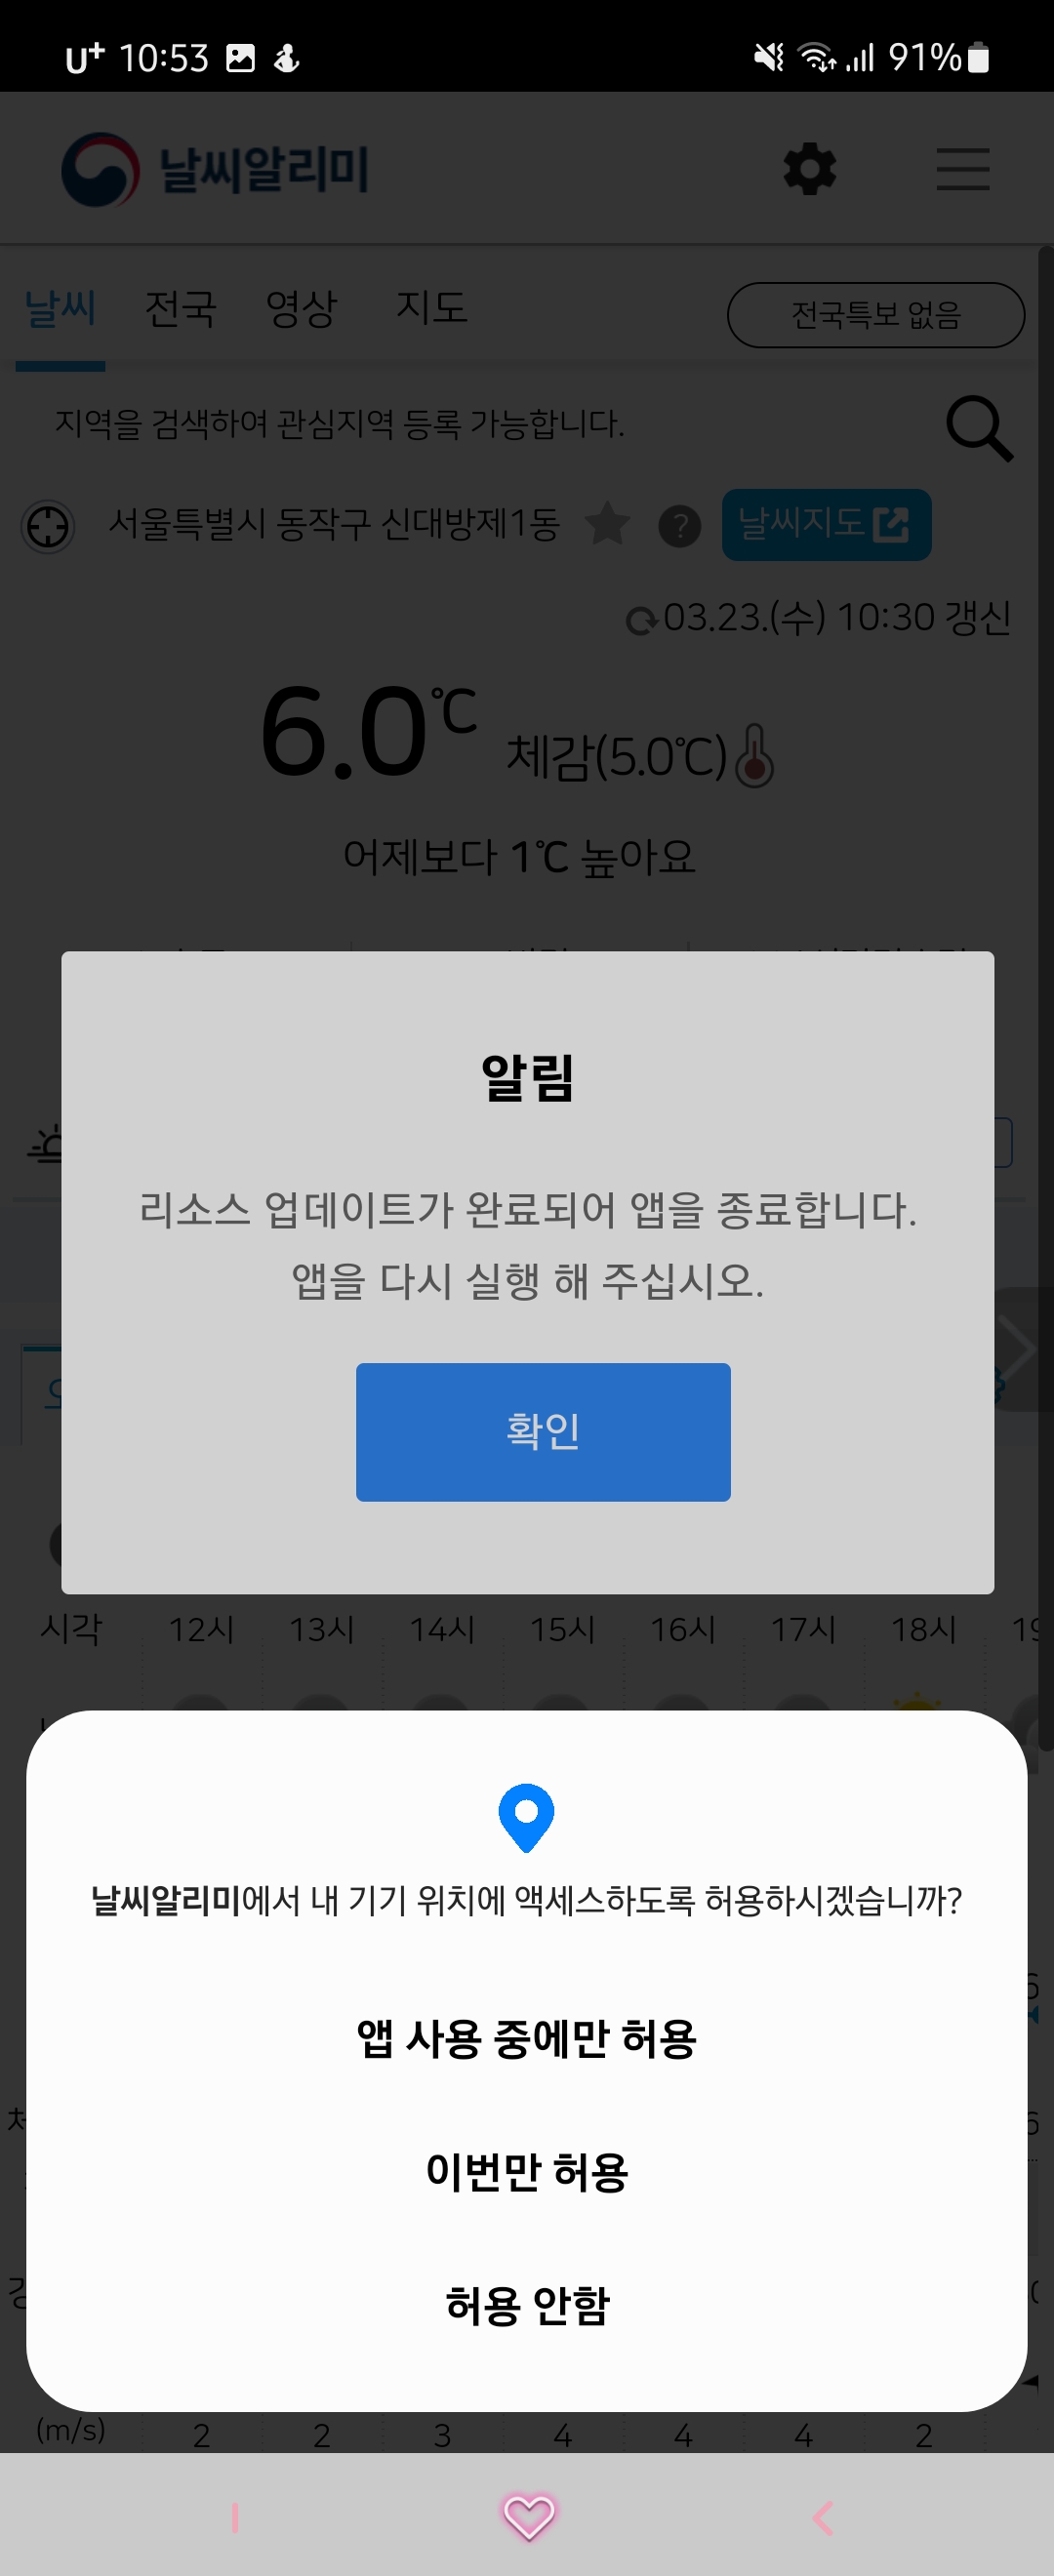 U+ 10:53 91%
날씨알리미
날씨 전국 영상 지도 전국특보 없음
지역을 검색하여 관심지역 등록 가능합니다.
서울특별시 동작구 신대방제1동 ? 날씨지도
03.23.(수) 10:30 갱신
6.0℃ 체감(5.0℃)
어제보다 1℃ 높아요
알림
리소스 업데이트가 완료되어 앱을 종료합니다.
앱을 다시 실행 해 주십시오.
확인
시각 12시 13시 14시 15시 16시 17시 18시
날씨알리미에서 내 기기 위치에 액세스하도록 허용하시겠습니까?
앱 사용 중에만 허용
이번만 허용
허용 안함
(m/s) 2 2 3 4 4 4 2